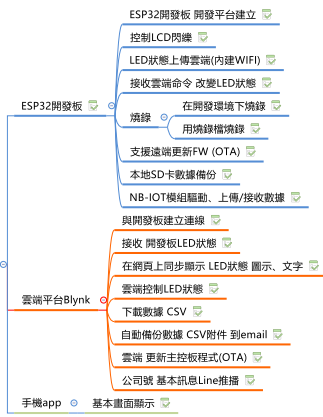 ESP32開發板
ESP32開發板 開發平台建立
控制LCD閃爍
LED狀態上傳雲端(內建WIFI)
接收雲端命令 改變LED狀態
燒錄
在開發環境下燒錄
用燒錄檔燒錄
支援遠端更新FW (OTA)
本地SD卡數據備份
NB-IOT模組驅動、上傳/接收數據
雲端平台Blynk
與開發板建立連線
接收 開發板LED狀態
在網頁上同步顯示 LED狀態 圖示、文字
雲端控制LED狀態
下載數據 CSV
自動備份數據 CSV附件 到email
雲端 更新主控板程式(OTA)
公司號 基本訊息Line推播
手機app
基本畫面顯示